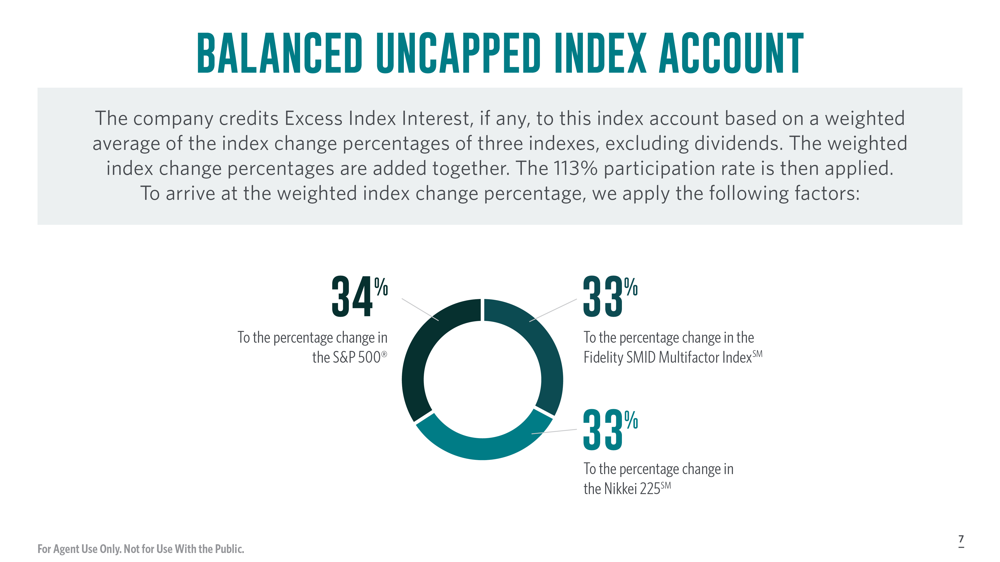 BALANCED UNCAPPED INDEX ACCOUNT
The company credits Excess Index Interest, if any, to this index account based on a weighted
average of the index change percentages of three indexes, excluding dividends. The weighted
index change percentages are added together. The 113% participation rate is then applied.
To arrive at the weighted index change percentage, we apply the following factors:
34%
To the percentage change in
the S&P 500®
33%
To the percentage change in the
Fidelity SMID Multifactor Index℠
33%
To the percentage change in
the Nikkei 225℠
For Agent Use Only. Not for Use With the Public.
7